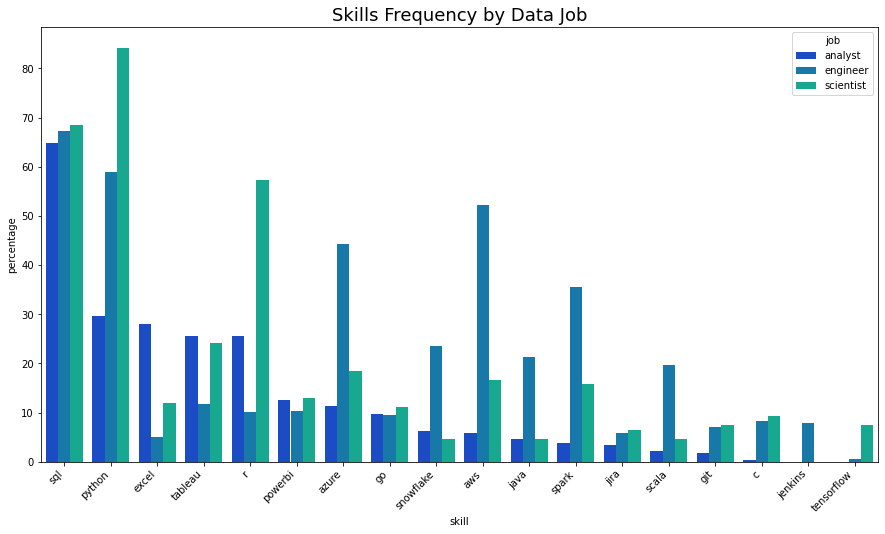 Skills Frequency by Data Job
job
analyst
engineer
scientist
percentage
80
70
60
50
40
30
20
10
0
sql
python
excel
tableau
r
powerbi
azure
go
snowflake
aws
java
spark
jira
scala
git
c
jenkins
tensorflow
skill